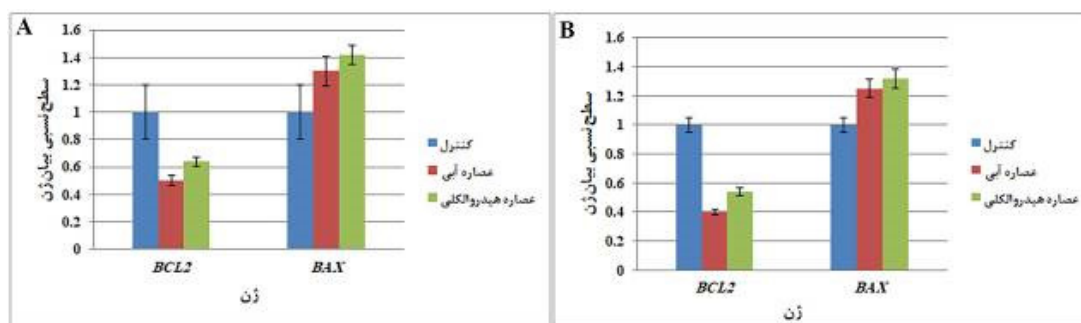 A
سطح نسبی بیان ژن
1.6
1.4
1.2
1
0.8
0.6
0.4
0.2
0
BCL2 BAX
ژن
کنترل
عصاره آبی
عصاره هیدروالکلی
B
سطح نسبی بیان ژن
1.6
1.4
1.2
1
0.8
0.6
0.4
0.2
0
BCL2 BAX
ژن
کنترل
عصاره آبی
عصاره هیدروالکلی